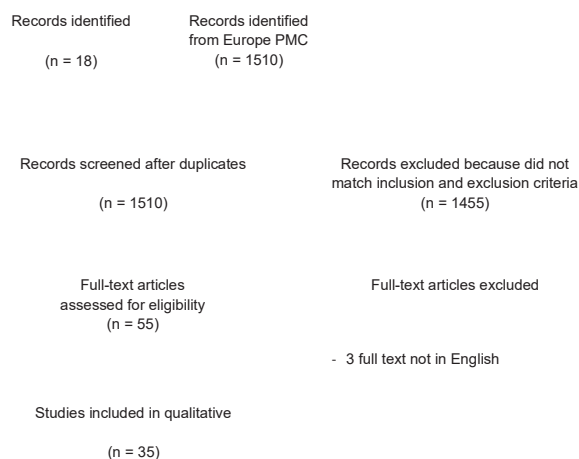 Records identified
(n = 18)
Records identified
from Europe PMC
(n = 1510)
Records screened after duplicates
(n = 1510)
Records excluded because did not
match inclusion and exclusion criteria
(n = 1455)
Full-text articles
assessed for eligibility
(n = 55)
Full-text articles excluded
- 3 full text not in English
Studies included in qualitative
(n = 35)